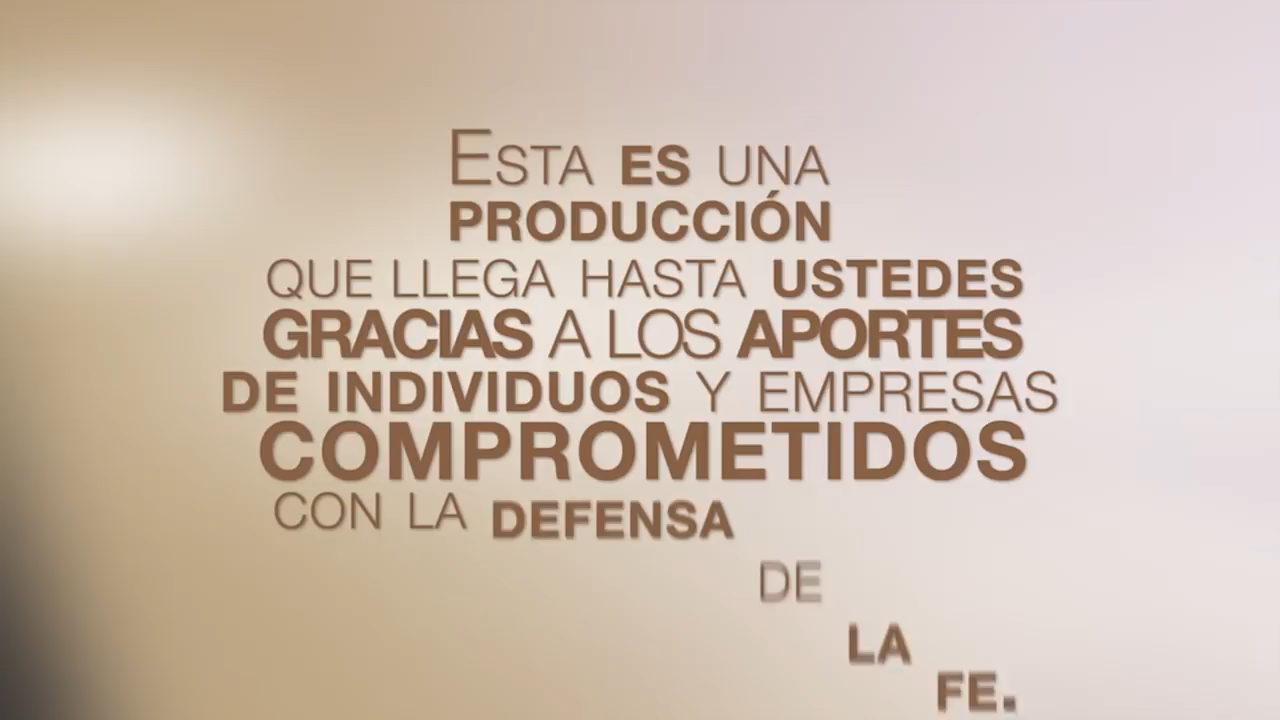 ESTA ES UNA
PRODUCCIÓN
QUE LLEGA HASTA USTEDES
GRACIAS A LOS APORTES
DE INDIVIDUOS Y EMPRESAS
COMPROMETIDOS
CON LA DEFENSA
DE
LA
FE.